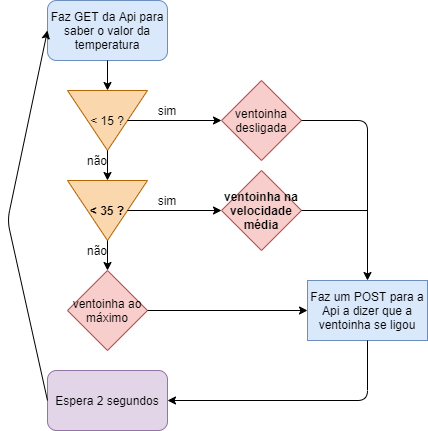 Faz GET da Api para
saber o valor da
temperatura
< 15 ?
sim
ventoinha
desligada
não
< 35 ?
sim
ventoinha na
velocidade
média
não
ventoinha ao
máximo
Faz um POST para a
Api a dizer que a
ventoinha se ligou
Espera 2 segundos